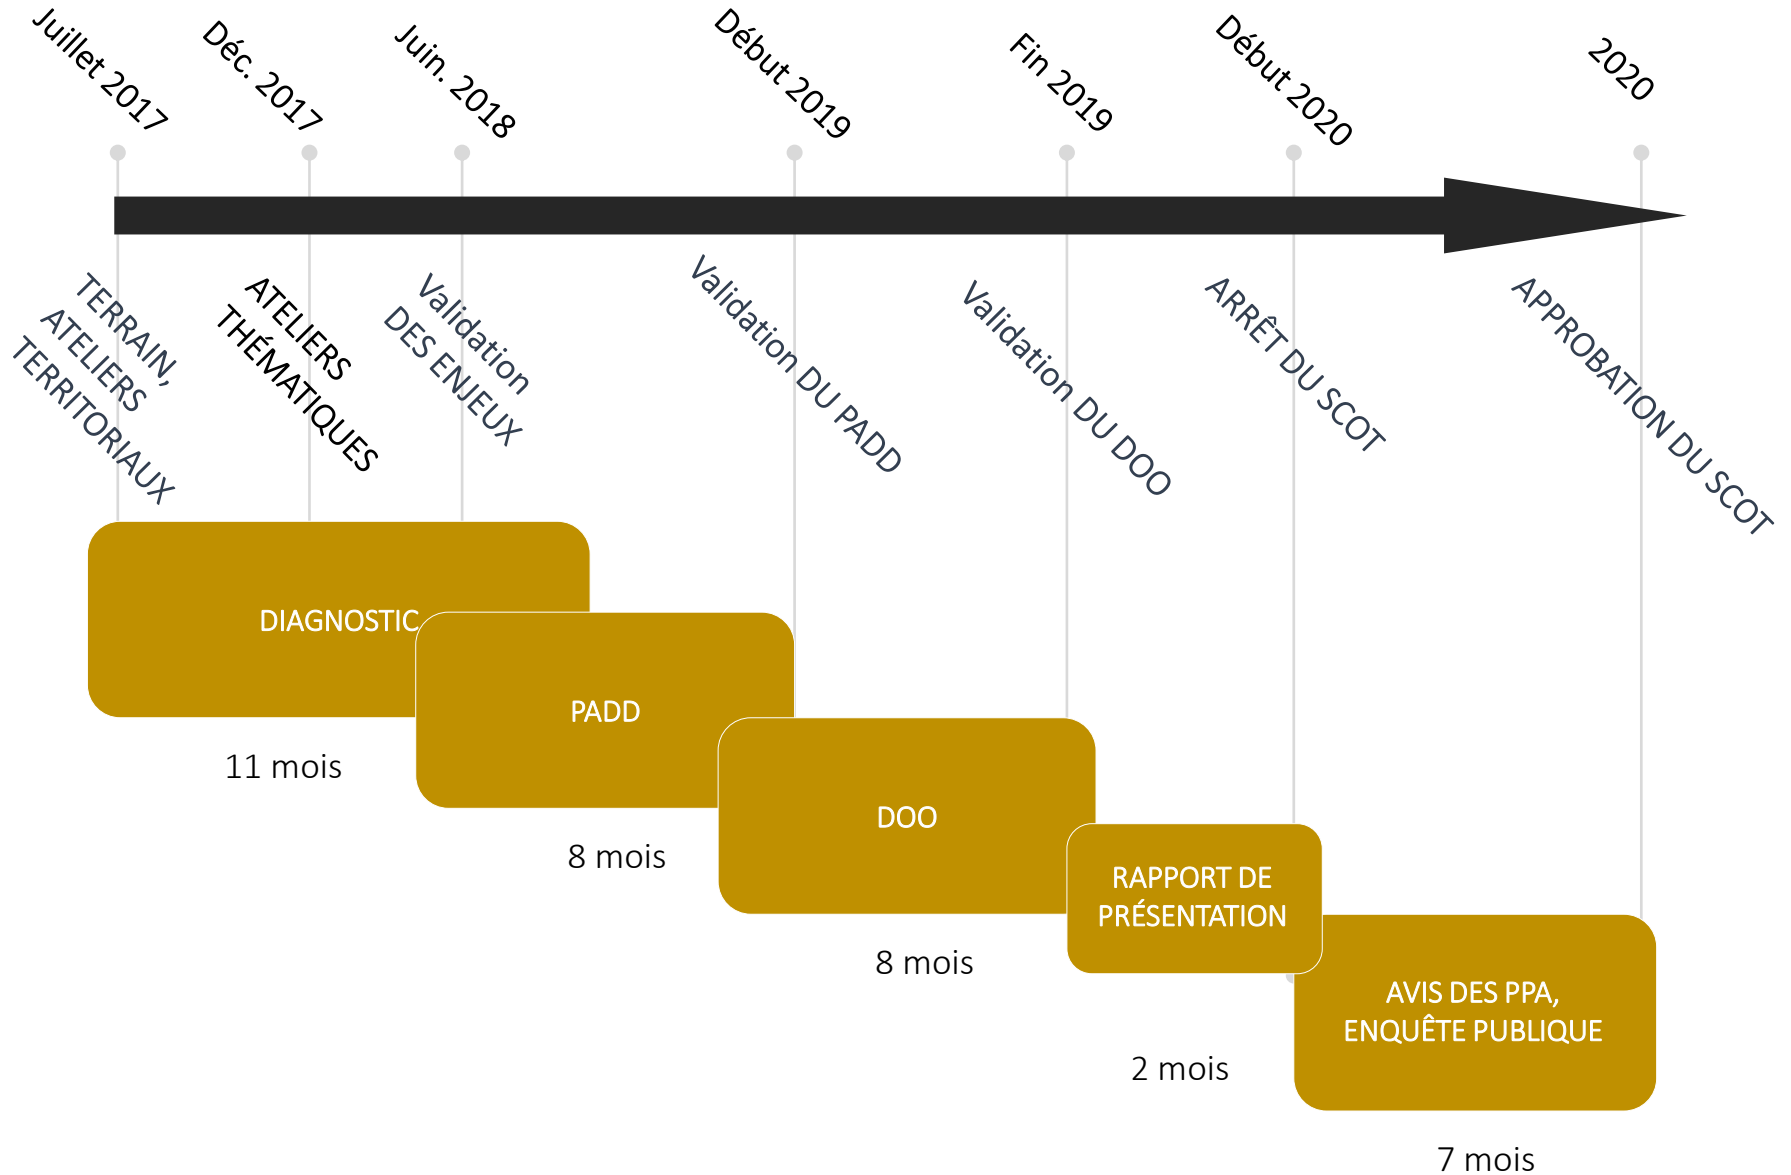 Juillet 2017
Déc. 2017
Juin. 2018
Début 2019
Fin 2019
Début 2020
2020
TERRAIN,
ATELIERS
TERRITORIAUX
ATELIERS
THÉMATIQUES
Validation
DES ENJEUX
Validation DU PADD
Validation DU DOO
ARRÊT DU SCOT
APPROBATION DU SCOT
DIAGNOSTIC
11 mois
PADD
8 mois
DOO
8 mois
RAPPORT DE
PRÉSENTATION
2 mois
AVIS DES PPA,
ENQUÊTE PUBLIQUE
7 mois